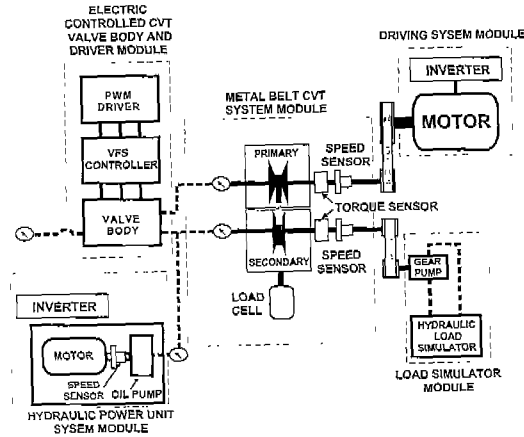 ELECTRIC
CONTROLLED CVT
VALVE BODY AND
DRIVER MODULE
PWM
DRIVER
VFS
CONTROLLER
VALVE
BODY
METAL BELT CVT
SYSTEM MODULE
PRIMARY
SECONDARY
SPEED
SENSOR
TORQUE SENSOR
SPEED
SENSOR
LOAD
CELL
DRIVING SYSEM MODULE
INVERTER
MOTOR
GEAR
PUMP
HYDRAULIC
LOAD
SIMULATOR
LOAD SIMULATOR
MODULE
INVERTER
MOTOR
SPEED
SENSOR
OIL PUMP
HYDRAULIC POWER UNIT
SYSEM MODULE